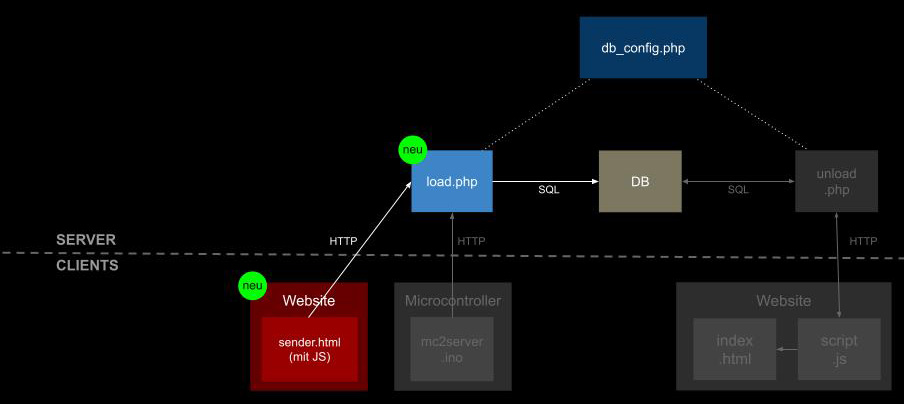 db_config.php
neu
load.php
SQL
DB
SQL
unload
.php
HTTP
HTTP
HTTP
SERVER
CLIENTS
neu
Website
sender.html
(mit JS)
Microcontroller
mc2server
.ino
Website
index
.html
script
.js